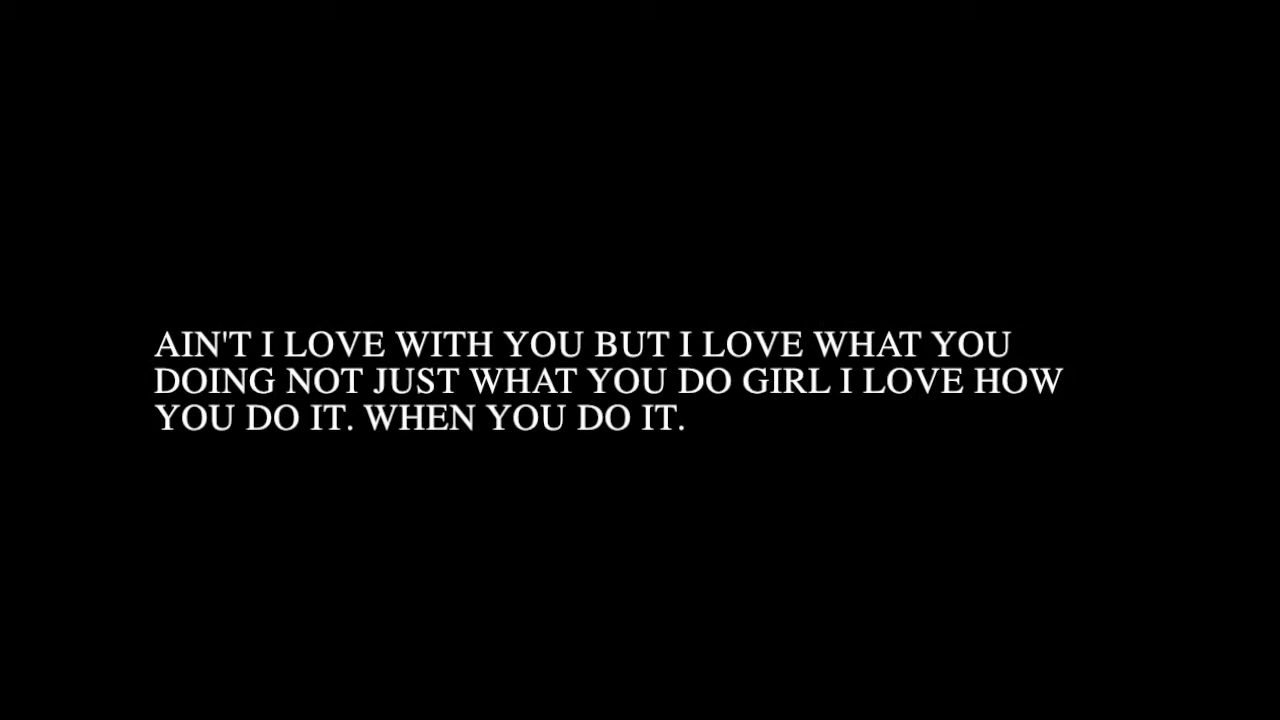 AIN'T I LOVE WITH YOU BUT I LOVE WHAT YOU
DOING NOT JUST WHAT YOU DO GIRL I LOVE HOW
YOU DO IT. WHEN YOU DO IT.